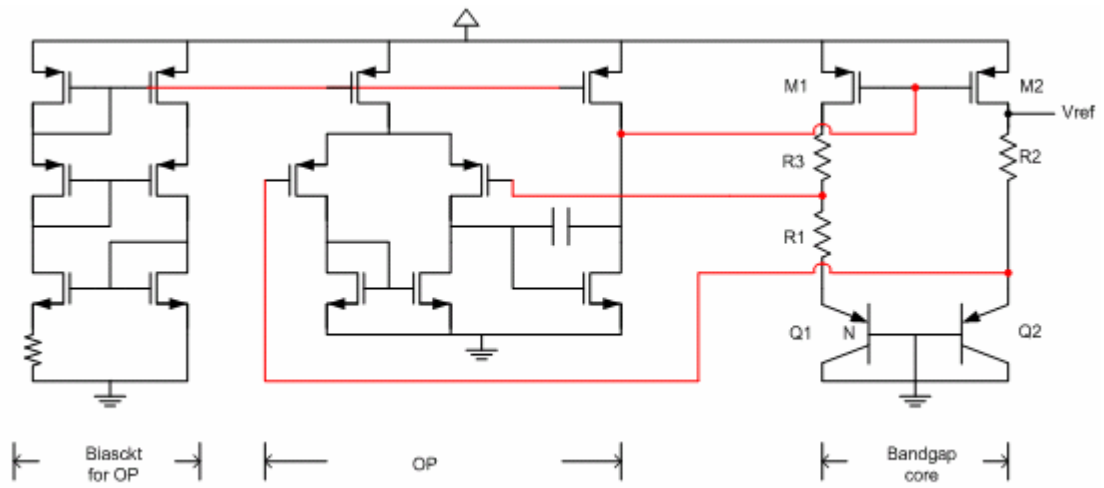 M1
M2
Vref
R3
R2
R1
Q1
N
Q2
Biasckt
for OP
OP
Bandgap
core